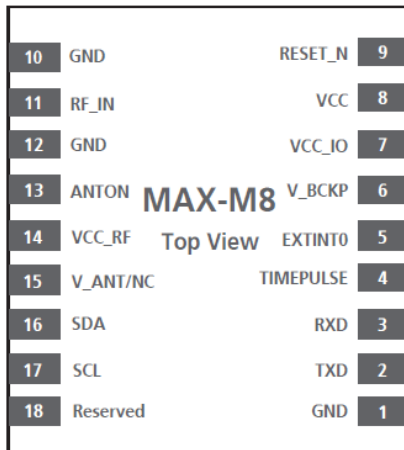 10 GND RESET_N 9
11 RF_IN VCC 8
12 GND VCC_IO 7
13 ANTON MAX-M8 V_BCKP 6
14 VCC_RF Top View EXTINT0 5
15 V_ANT/NC TIMEPULSE 4
16 SDA RXD 3
17 SCL TXD 2
18 Reserved GND 1